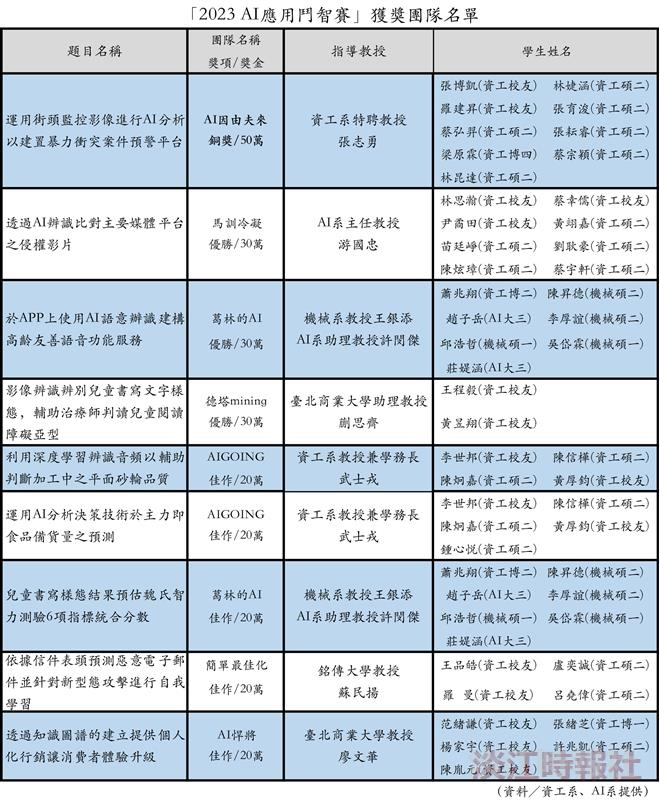 「2023 AI應用鬥智賽」獲獎團隊名單
題目名稱
團隊名稱
獎項/獎金
指導教授
學生姓名
運用街頭監控影像進行AI分析
以建置暴力衝突案件預警平台
AI因由夫來
銅獎/50萬
資工系特聘教授
張志勇
張博凱(資工校友) 林婕涵(資工碩二)
羅建昇(資工校友) 張育浚(資工碩二)
蔡弘羿(資工碩二) 張耘睿(資工碩二)
梁原霖(資工博四) 蔡宗穎(資工碩二)
林昆達(資工碩二)
透過AI辨識比對主要媒體平台
之侵權影片
馬訓冷凝
優勝/30萬
AI系主任教授
游國忠
林思瀚(資工校友) 蔡幸儒(資工校友)
尹喬田(資工校友) 黃翊嘉(資工碩二)
苗廷崢(資工碩二) 劉耿豪(資工碩二)
陳炫璋(資工碩二) 蔡宇軒(資工碩二)
於APP上使用AI語意辨識建構
高齡友善語音功能服務
葛林的AI
優勝/30萬
機械系教授王銀添
AI系助理教授許閔傑
蕭兆翔(資工博二) 陳昇德(機械碩二)
趙子岳(AI大三) 李厚誼(機械碩二)
邱浩哲(機械碩一) 吳岱霖(機械碩一)
莊媞涵(AI大三)
影像辨識辨別兒童書寫文字樣
態，輔助治療師判讀兒童閱讀
障礙亞型
德塔mining
優勝/30萬
臺北商業大學助理教授
蒯思齊
王程毅(資工校友)
黃昱翔(資工校友)
利用深度學習辨識音頻以輔助
判斷加工中之平面砂輪品質
AIGOING
佳作/20萬
資工系教授兼學務長
武士戎
李世邦(資工校友) 陳信樺(資工碩二)
陳炯嘉(資工碩二) 黃厚鈞(資工校友)
運用AI分析決策技術於主力即
食品備貨量之預測
AIGOING
佳作/20萬
資工系教授兼學務長
武士戎
李世邦(資工校友) 陳信樺(資工碩二)
陳炯嘉(資工碩二) 黃厚鈞(資工校友)
鍾心悅(資工碩二)
兒童書寫樣態結果預估魏氏智
力測驗6項指標統合分數
葛林的AI
佳作/20萬
機械系教授王銀添
AI系助理教授許閔傑
蕭兆翔(資工博二) 陳昇德(機械碩二)
趙子岳(AI大三) 李厚誼(機械碩二)
邱浩哲(機械碩一) 吳岱霖(機械碩一)
莊媞涵(AI大三)
依據信件表頭預測惡意電子郵
件並針對新型態攻擊進行自我
學習
簡單最佳化
佳作/20萬
銘傳大學教授
蘇民揚
王品皓(資工校友) 盧奕誠(資工碩二)
羅 曼(資工校友) 呂堯偉(資工碩二)
透過知識圖譜的建立提供個人
化行銷讓消費者體驗升級
AI悍將
佳作/20萬
臺北商業大學教授
廖文華
范緒謙(資工校友) 張緒芝(資工博一)
楊家宇(資工校友) 許兆凱(資工碩二)
陳胤元(資工校友)
淡江時報社
(資料／資工系、AI系提供)